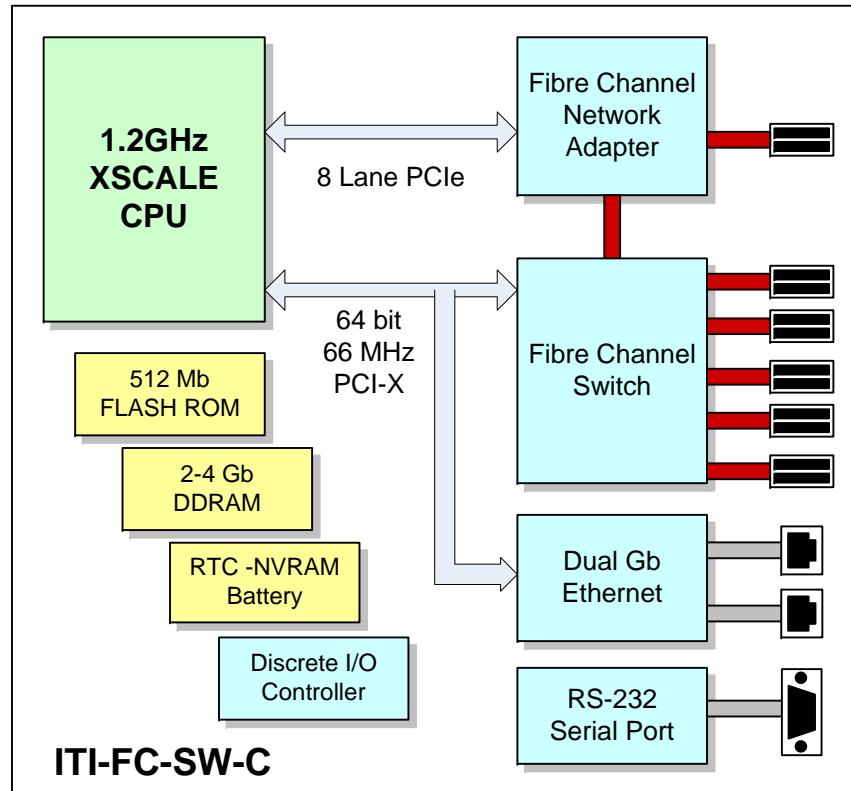 1.2GHz
XSCALE
CPU
8 Lane PCIe
Fibre Channel
Network
Adapter
64 bit
66 MHz
PCI-X
Fibre Channel
Switch
512 Mb
FLASH ROM
2-4 Gb
DDRAM
RTC -NVRAM
Battery
Discrete I/O
Controller
Dual Gb
Ethernet
RS-232
Serial Port
ITI-FC-SW-C